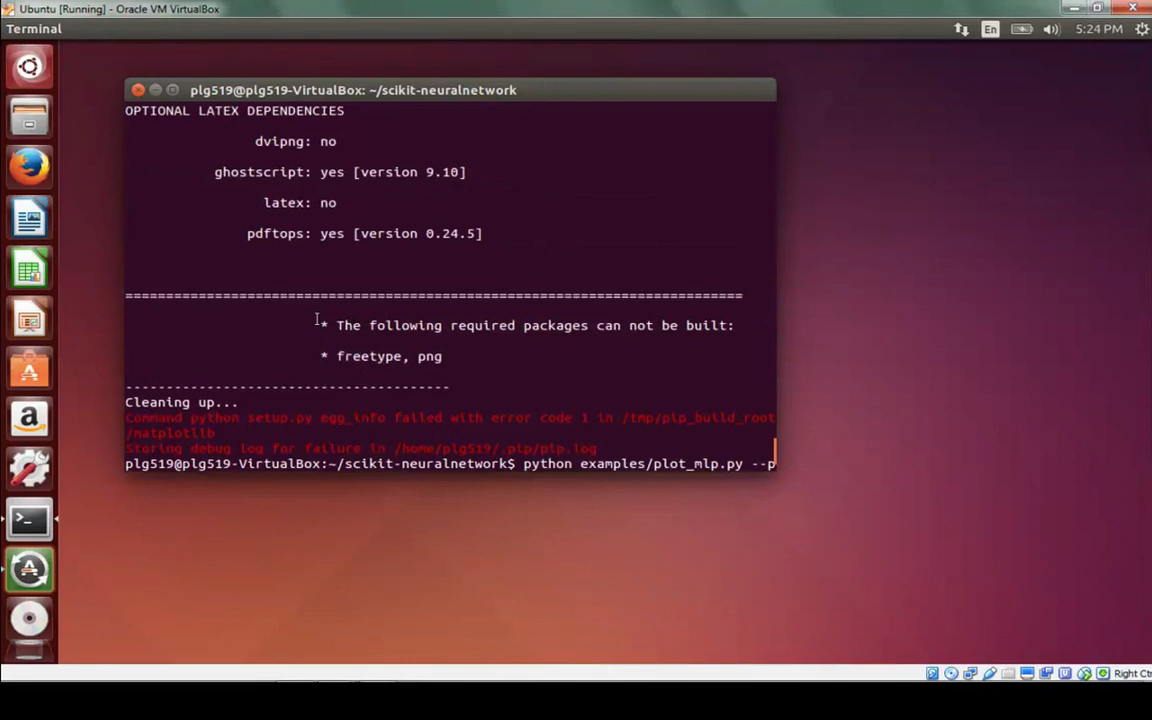 Ubuntu [Running] - Oracle VM VirtualBox
Terminal
En
5:24 PM
plg519@plg519-VirtualBox: ~/scikit-neuralnetwork
OPTIONAL LATEX DEPENDENCIES
dvipng: no
ghostscript: yes [version 9.10]
latex: no
pdftops: yes [version 0.24.5]
============================================================================
* The following required packages can not be built:
* freetype, png
----------------------------------------
Cleaning up...
Command python setup.py egg_info failed with error code 1 in /tmp/pip_build_root
/matplotlib
Storing debug log for failure in /home/plg519/.pip/pip.log
plg519@plg519-VirtualBox:~/scikit-neuralnetwork$ python examples/plot_mlp.py --p
Right Ctr